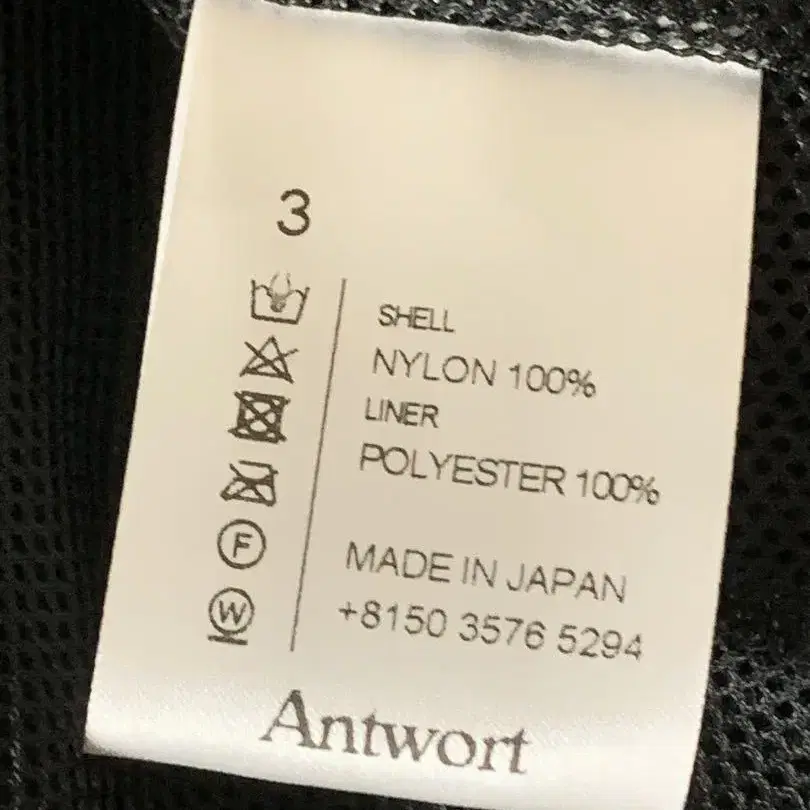 3
SHELL
NYLON 100%
LINER
POLYESTER 100%
F
W
MADE IN JAPAN
+8150 3576 5294
Antwort